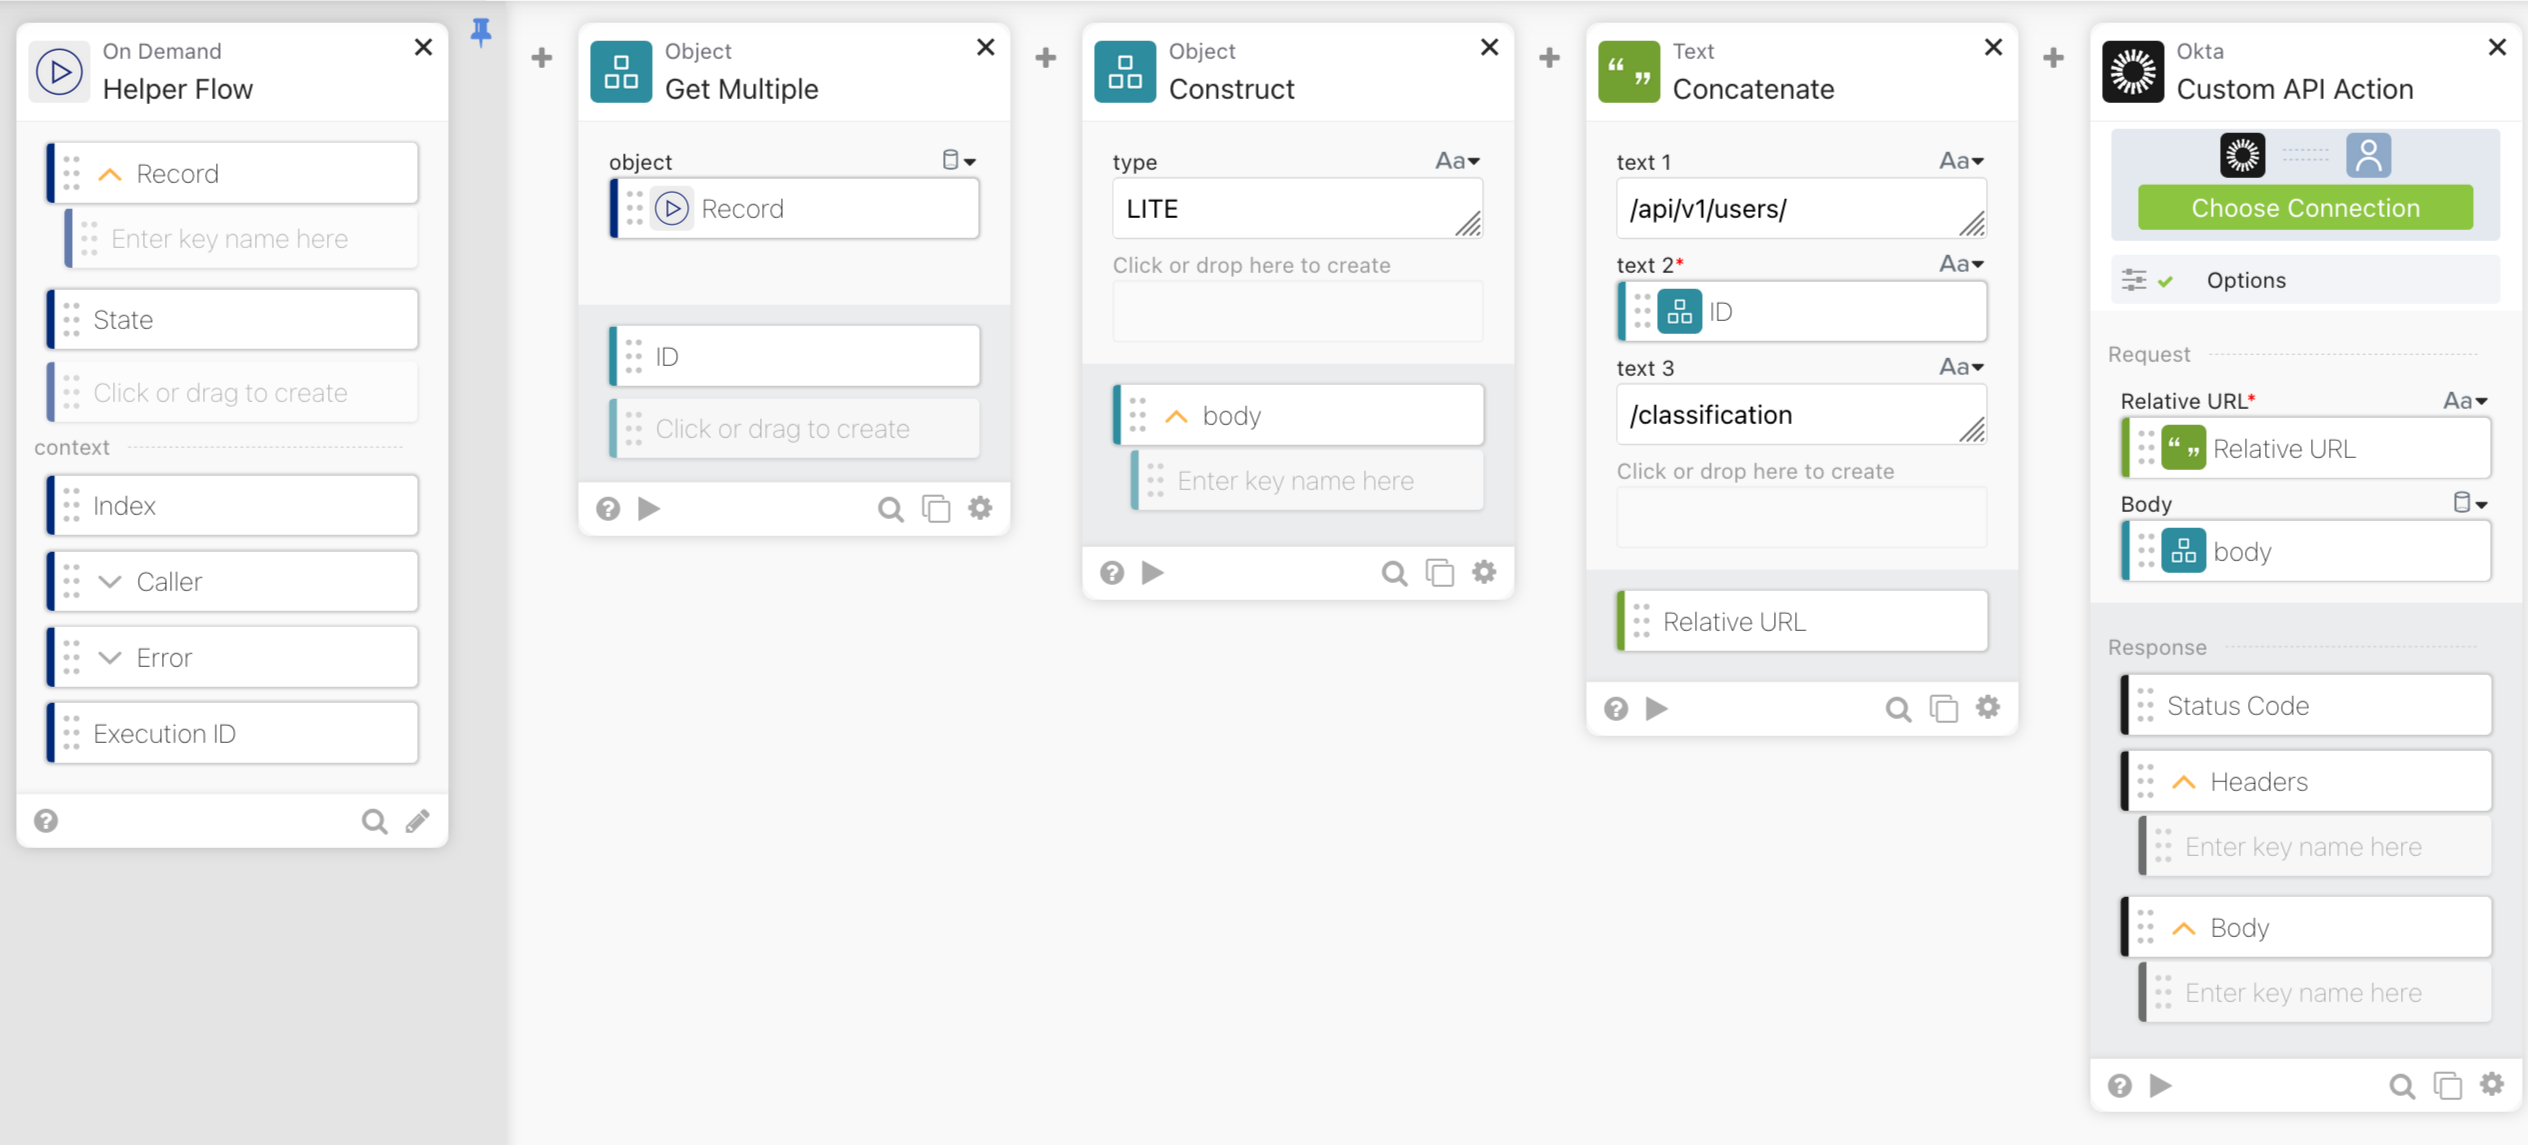 On Demand
Helper Flow
Record
Enter key name here
State
Click or drag to create
context
Index
Caller
Error
Execution ID
Object
Get Multiple
object
Record
ID
Click or drag to create
Object
Construct
type
Aa
LITE
Click or drop here to create
body
Enter key name here
“ ”
Text
Concatenate
text 1
Aa
/api/v1/users/
text 2*
Aa
ID
text 3
Aa
/classification
Click or drop here to create
Relative URL
Okta
Custom API Action
Choose Connection
Options
Request
Relative URL*
Aa
“ ” Relative URL
Body
body
Response
Status Code
Headers
Enter key name here
Body
Enter key name here